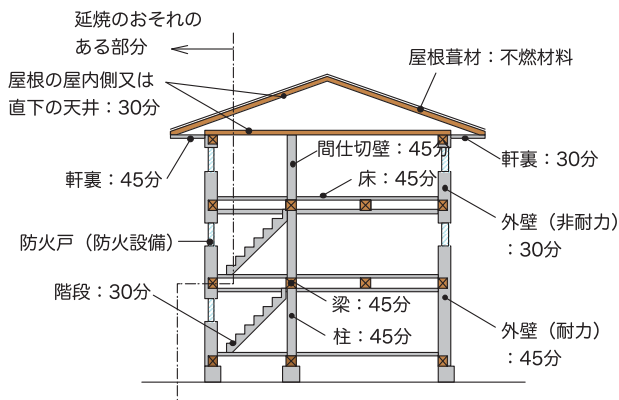 延焼のおそれの
ある部分
屋根葺材：不燃材料
屋根の屋内側又は
直下の天井：30分
間仕切壁：45分
軒裏：30分
軒裏：45分
床：45分
外壁（非耐力）
：30分
防火戸（防火設備）
階段：30分
梁：45分
柱：45分
外壁（耐力）
：45分